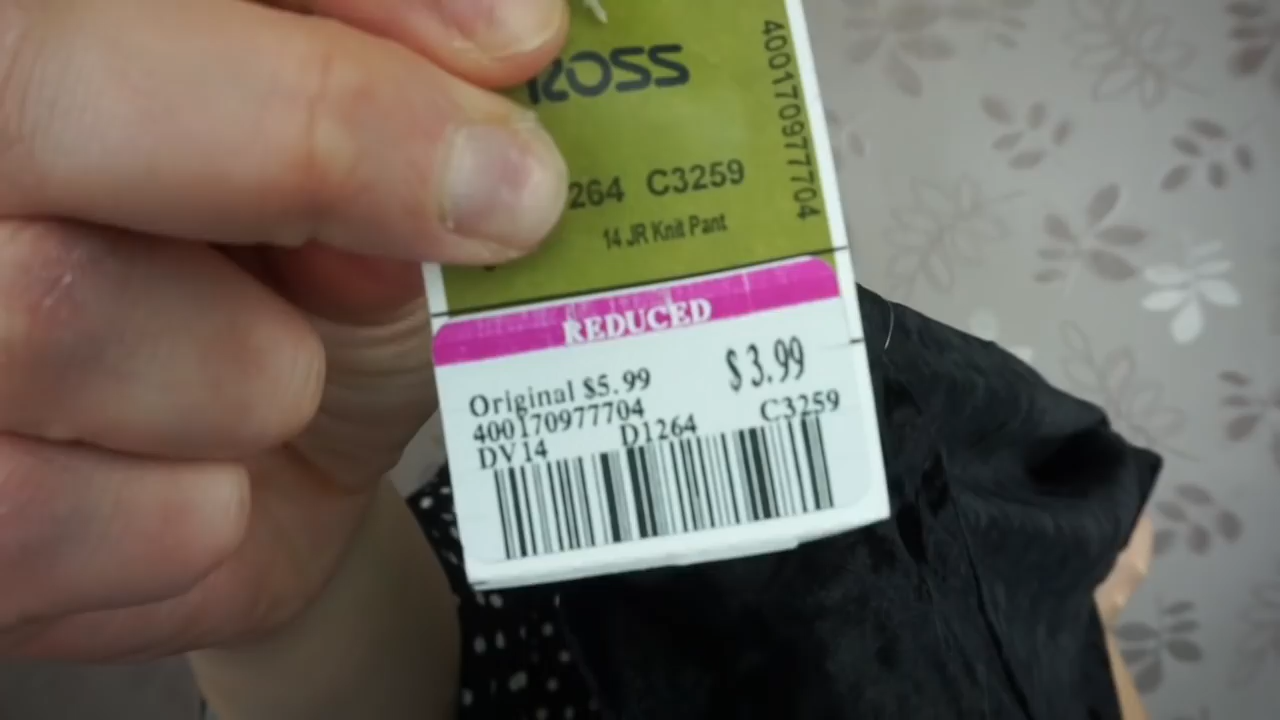 ROSS
400170977704
264 C3259
14 JR Knit Pant
REDUCED
Original $5.99 $3.99
400170977704
DV14 D1264 C3259